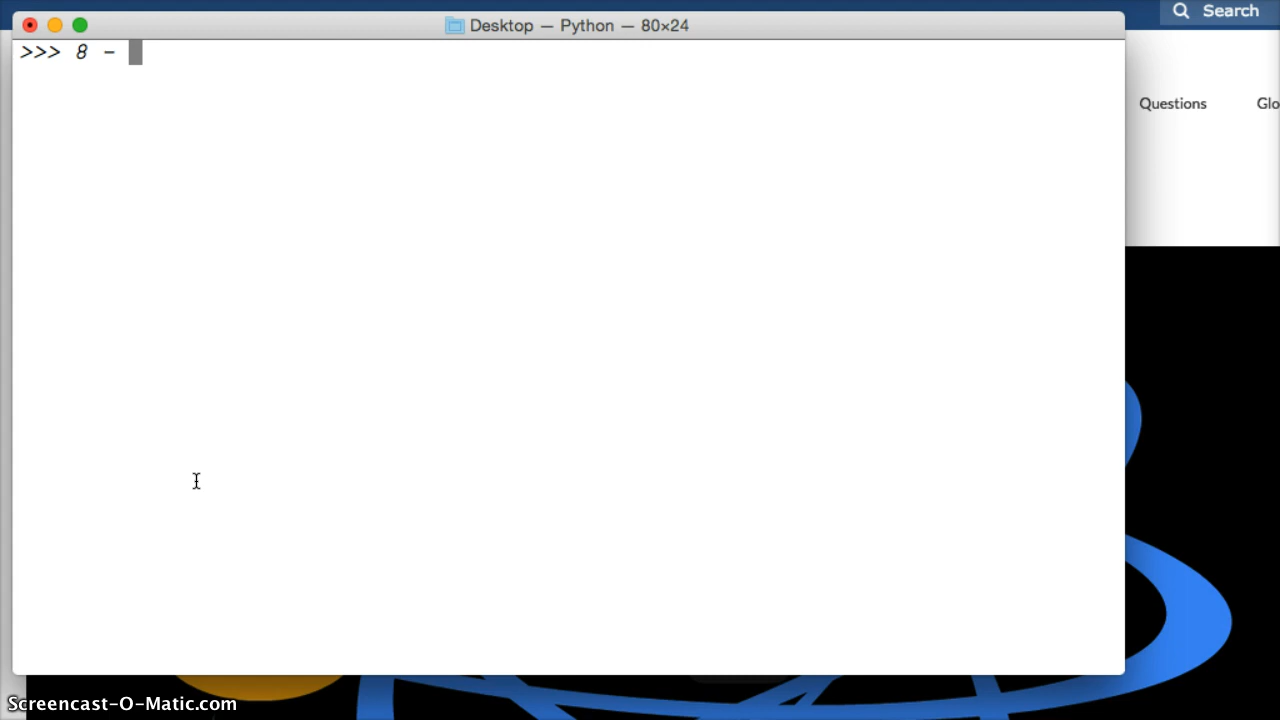 Search
Desktop — Python — 80×24
>>> 8 -
Questions
Glo
Screencast-O-Matic.com